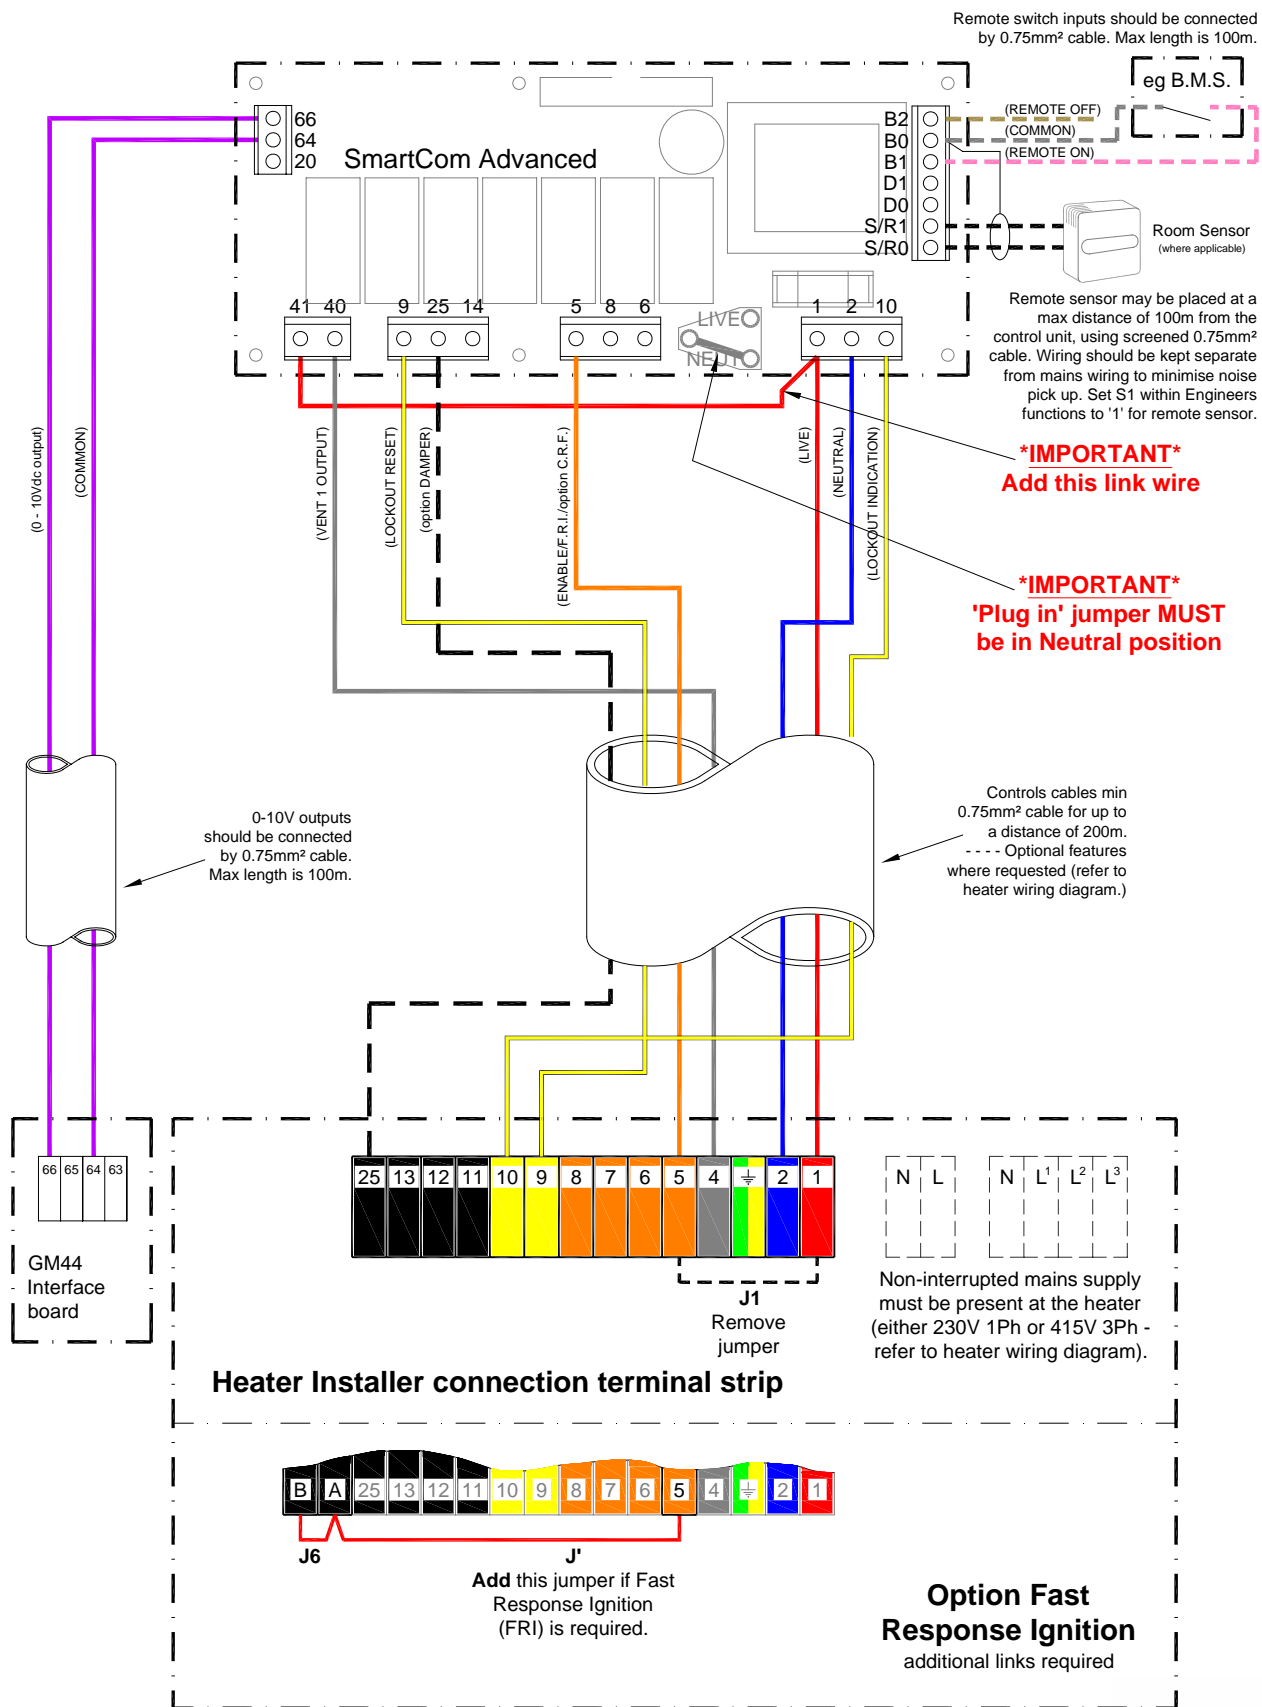 Remote switch inputs should be connected
by 0.75mm² cable. Max length is 100m.
eg B.M.S.
66
64
20
SmartCom Advanced
B2
B0
B1
D1
D0
S/R1
S/R0
(REMOTE OFF)
(COMMON)
(REMOTE ON)
Room Sensor
(where applicable)
41 40
9 25 14
5 8 6
LIVE
NEUT
1 2 10
Remote sensor may be placed at a
max distance of 100m from the
control unit, using screened 0.75mm²
cable. Wiring should be kept separate
from mains wiring to minimise noise
pick up. Set S1 within Engineers
functions to '1' for remote sensor.
(0 - 10Vdc output)
(COMMON)
(VENT 1 OUTPUT)
(LOCKOUT RESET)
(option DAMPER)
(ENABLE/F.R.I./option C.R.F.)
(LIVE)
(NEUTRAL)
(LOCKOUT INDICATION)
*IMPORTANT*
Add this link wire
*IMPORTANT*
'Plug in' jumper MUST
be in Neutral position
0-10V outputs
should be connected
by 0.75mm² cable.
Max length is 100m.
Controls cables min
0.75mm² cable for up to
a distance of 200m.
- - - - Optional features
where requested (refer to
heater wiring diagram.)
66 65 64 63
GM44
Interface
board
25 13 12 11 10 9 8 7 6 5 4 2 1
N L
N L¹ L² L³
J1
Remove
jumper
Non-interrupted mains supply
must be present at the heater
(either 230V 1Ph or 415V 3Ph -
refer to heater wiring diagram).
Heater Installer connection terminal strip
B A 25 13 12 11 10 9 8 7 6 5 4 2 1
J6
J'
Add this jumper if Fast
Response Ignition
(FRI) is required.
Option Fast
Response Ignition
additional links required